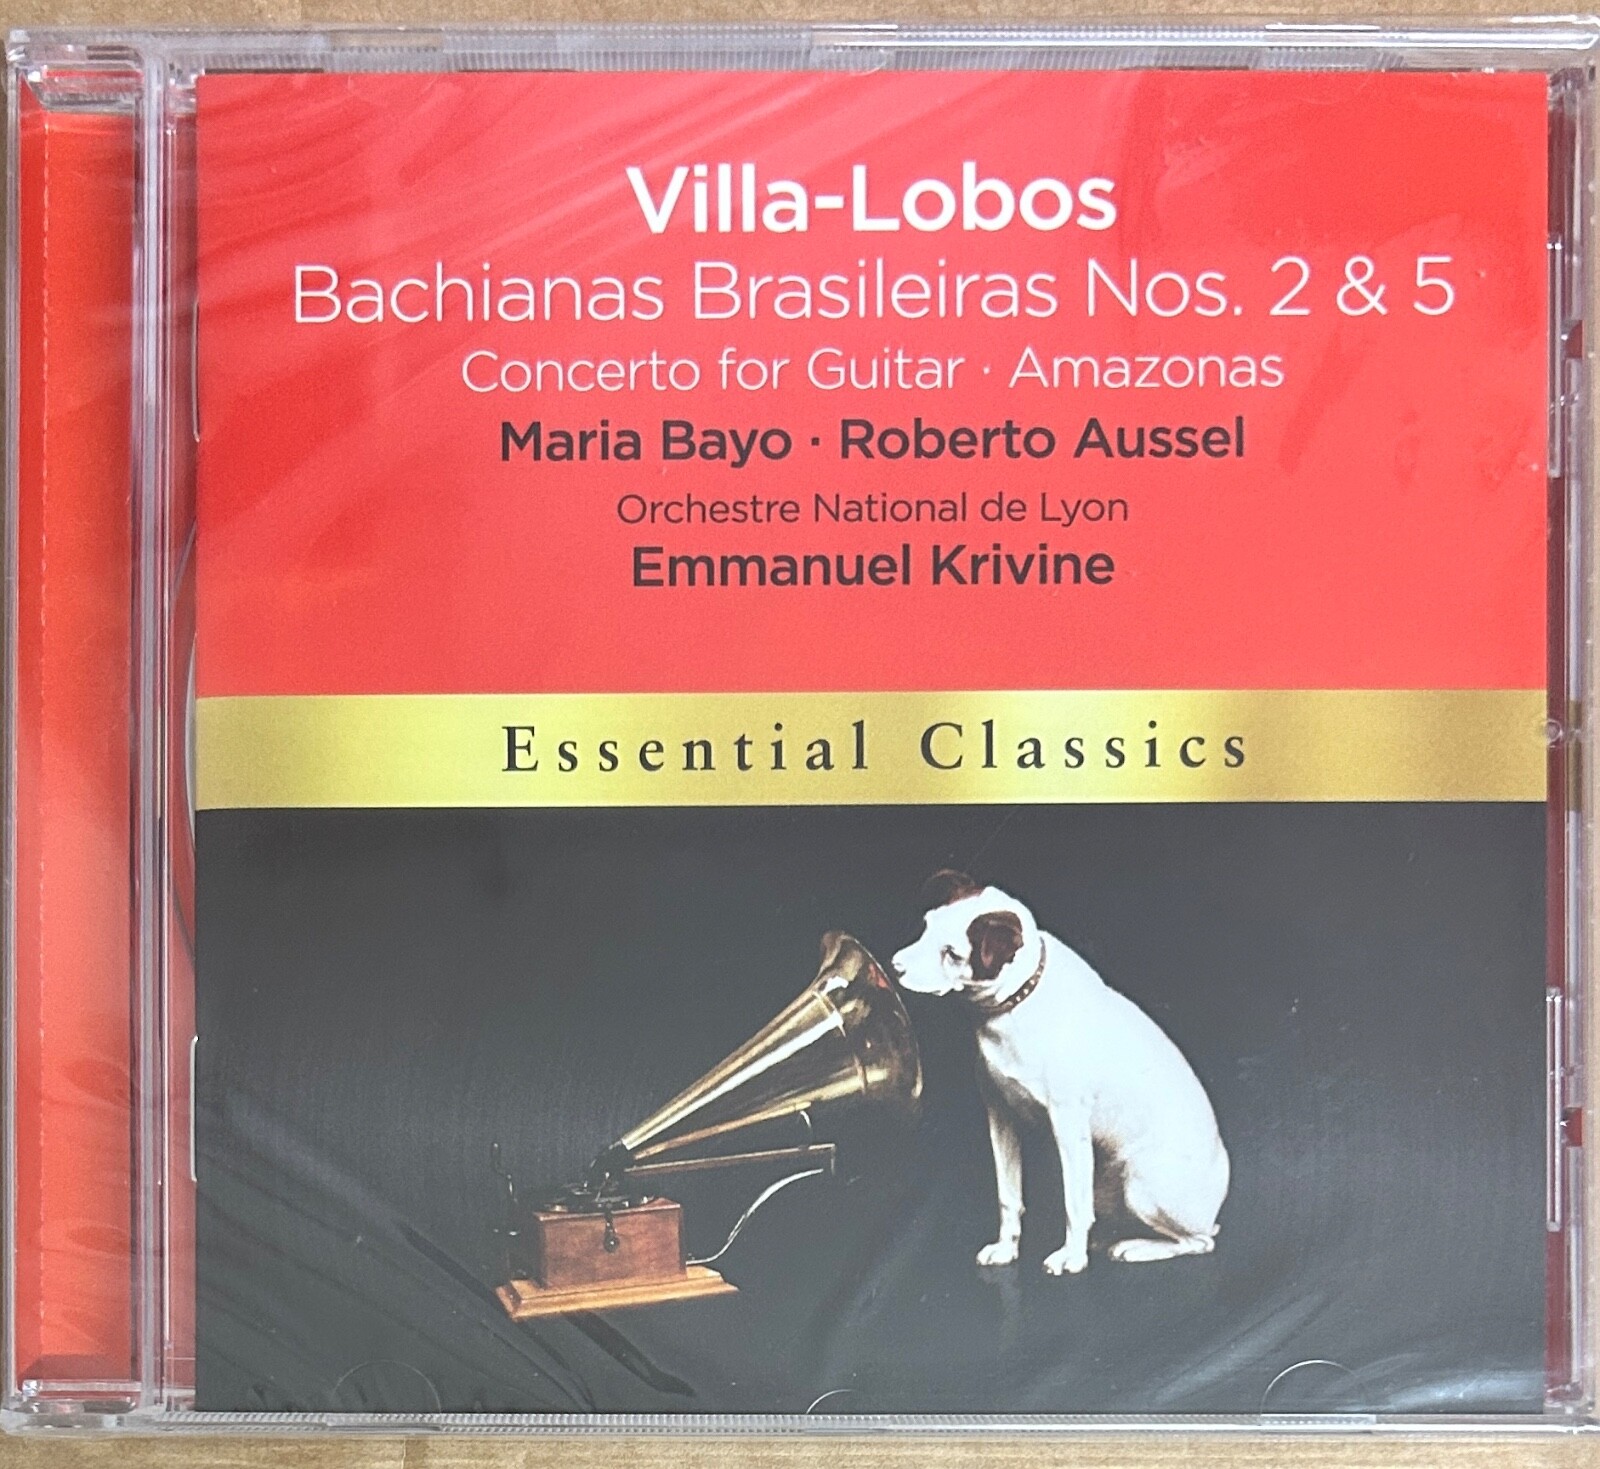 Villa-Lobos
Bachianas Brasileiras Nos. 2 & 5
Concerto for Guitar · Amazonas
Maria Bayo · Roberto Aussel
Orchestre National de Lyon
Emmanuel Krivine
Essential Classics